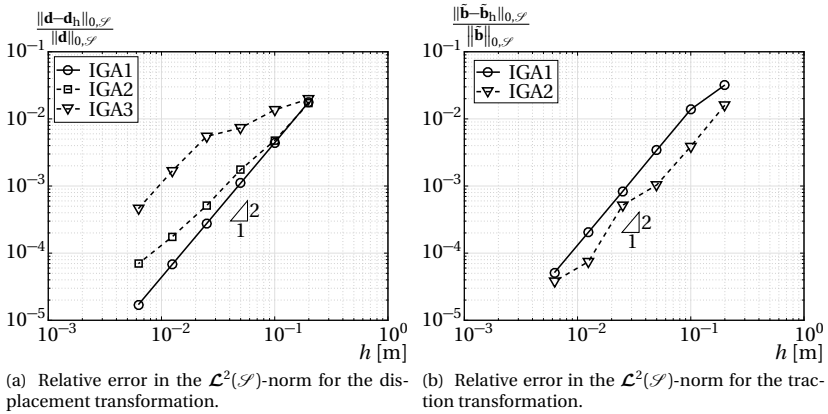 ‖d−d_h‖_{0,𝒮}
‖d‖_{0,𝒮}
10^{−1}
10^{−2}
10^{−3}
10^{−4}
10^{−5}
IGA1
IGA2
IGA3
2
1
10^{−3} 10^{−2} 10^{−1} 10^{0}
h [m]
(a) Relative error in the 𝓛²(𝒮)-norm for the dis-
placement transformation.
‖b̃−b̃_h‖_{0,𝒮}
‖b̃‖_{0,𝒮}
10^{−1}
10^{−2}
10^{−3}
10^{−4}
10^{−5}
IGA1
IGA2
2
1
10^{−3} 10^{−2} 10^{−1} 10^{0}
h [m]
(b) Relative error in the 𝓛²(𝒮)-norm for the trac-
tion transformation.